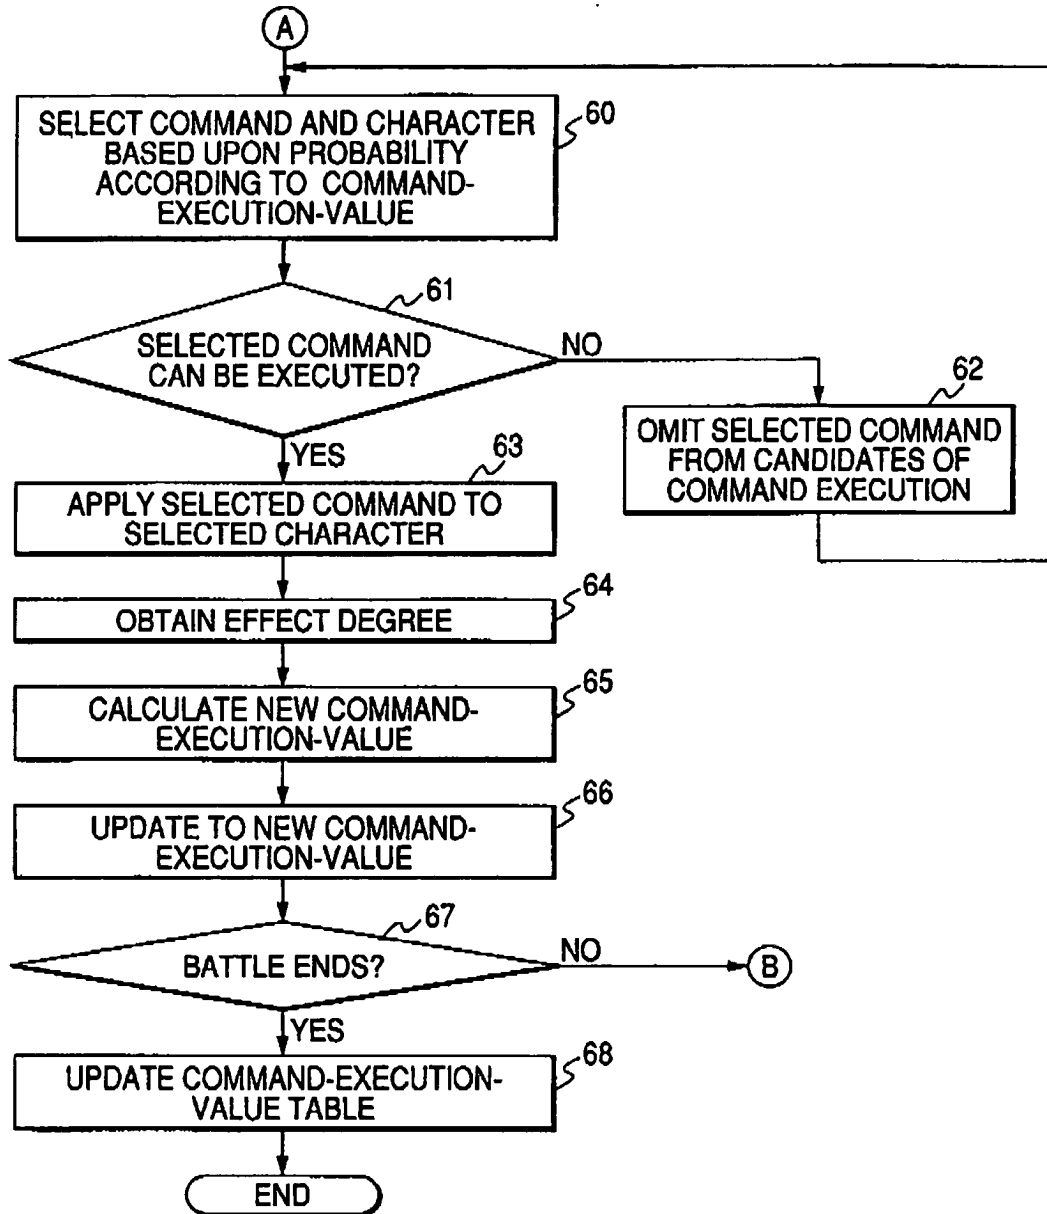 A
SELECT COMMAND AND CHARACTER
BASED UPON PROBABILITY
ACCORDING TO COMMAND-
EXECUTION-VALUE
60
61
SELECTED COMMAND
CAN BE EXECUTED?
NO
YES
62
OMIT SELECTED COMMAND
FROM CANDIDATES OF
COMMAND EXECUTION
63
APPLY SELECTED COMMAND TO
SELECTED CHARACTER
64
OBTAIN EFFECT DEGREE
65
CALCULATE NEW COMMAND-
EXECUTION-VALUE
66
UPDATE TO NEW COMMAND-
EXECUTION-VALUE
67
BATTLE ENDS?
NO
B
YES
68
UPDATE COMMAND-EXECUTION-
VALUE TABLE
END